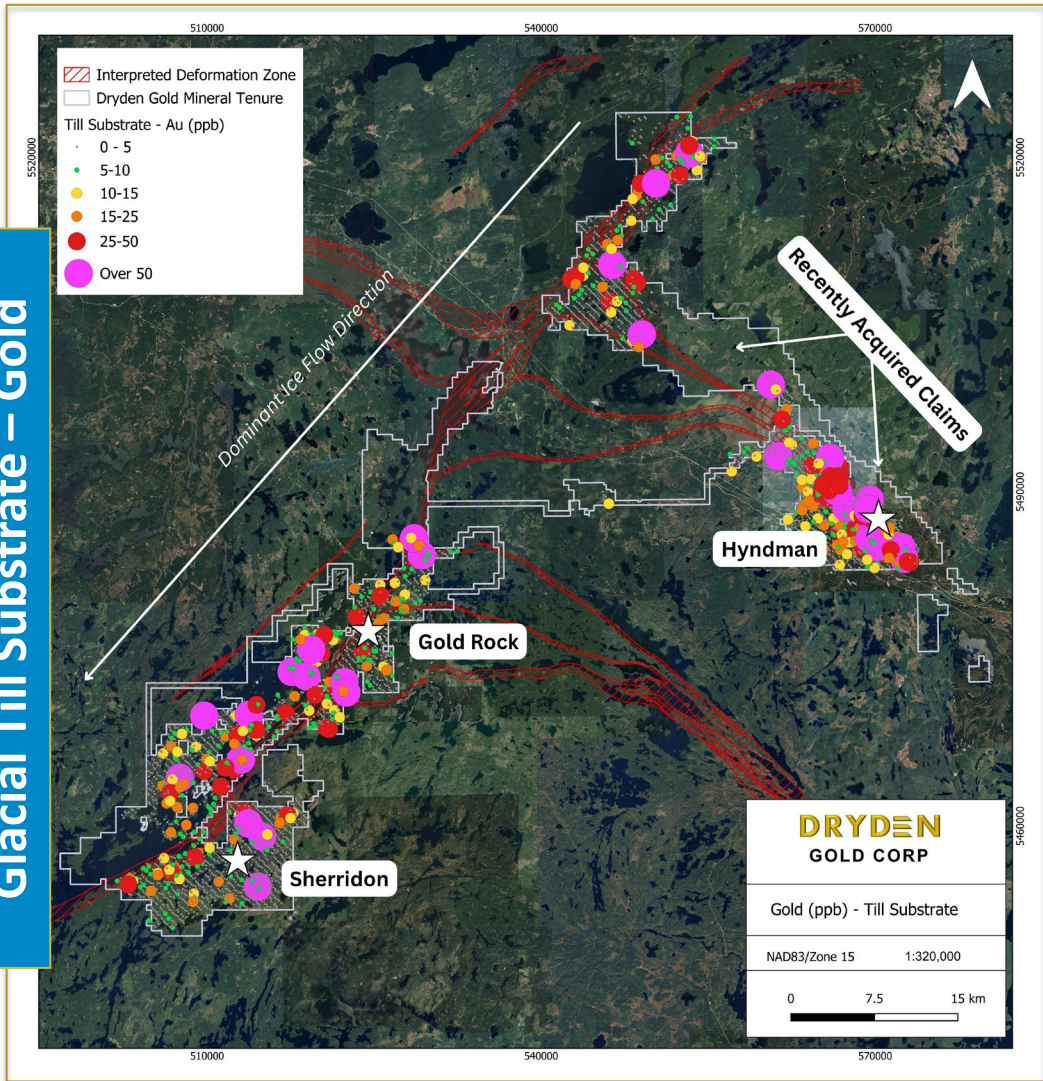 Glacial Till Substrate – Gold
510000
540000
570000
5520000
5520000
5490000
5460000
Interpreted Deformation Zone
Dryden Gold Mineral Tenure
Till Substrate - Au (ppb)
0 - 5
5-10
10-15
15-25
25-50
Over 50
Dominant Ice Flow Direction
Recently Acquired Claims
Hyndman
Gold Rock
Sherridon
DRYDEN
GOLD CORP
Gold (ppb) - Till Substrate
NAD83/Zone 15 1:320,000
0 7.5 15 km
510000
540000
570000